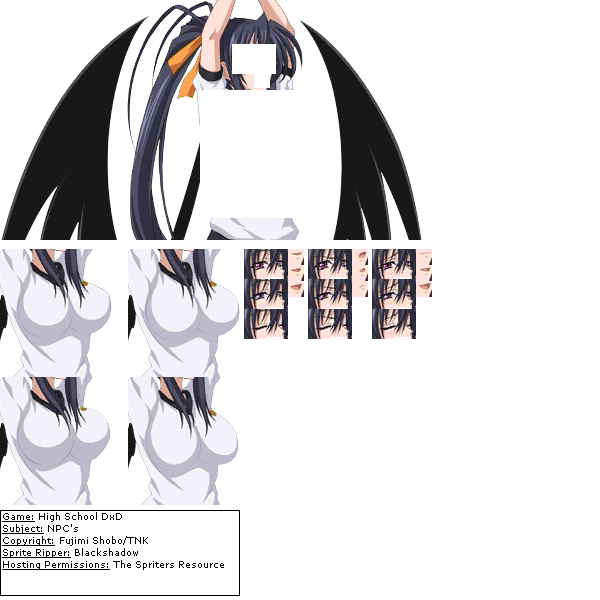 Game: High School DxD
Subject: NPC's
Copyright: Fujimi Shobo/TNK
Sprite Ripper: Blackshadow
Hosting Permissions: The Spriters Resource